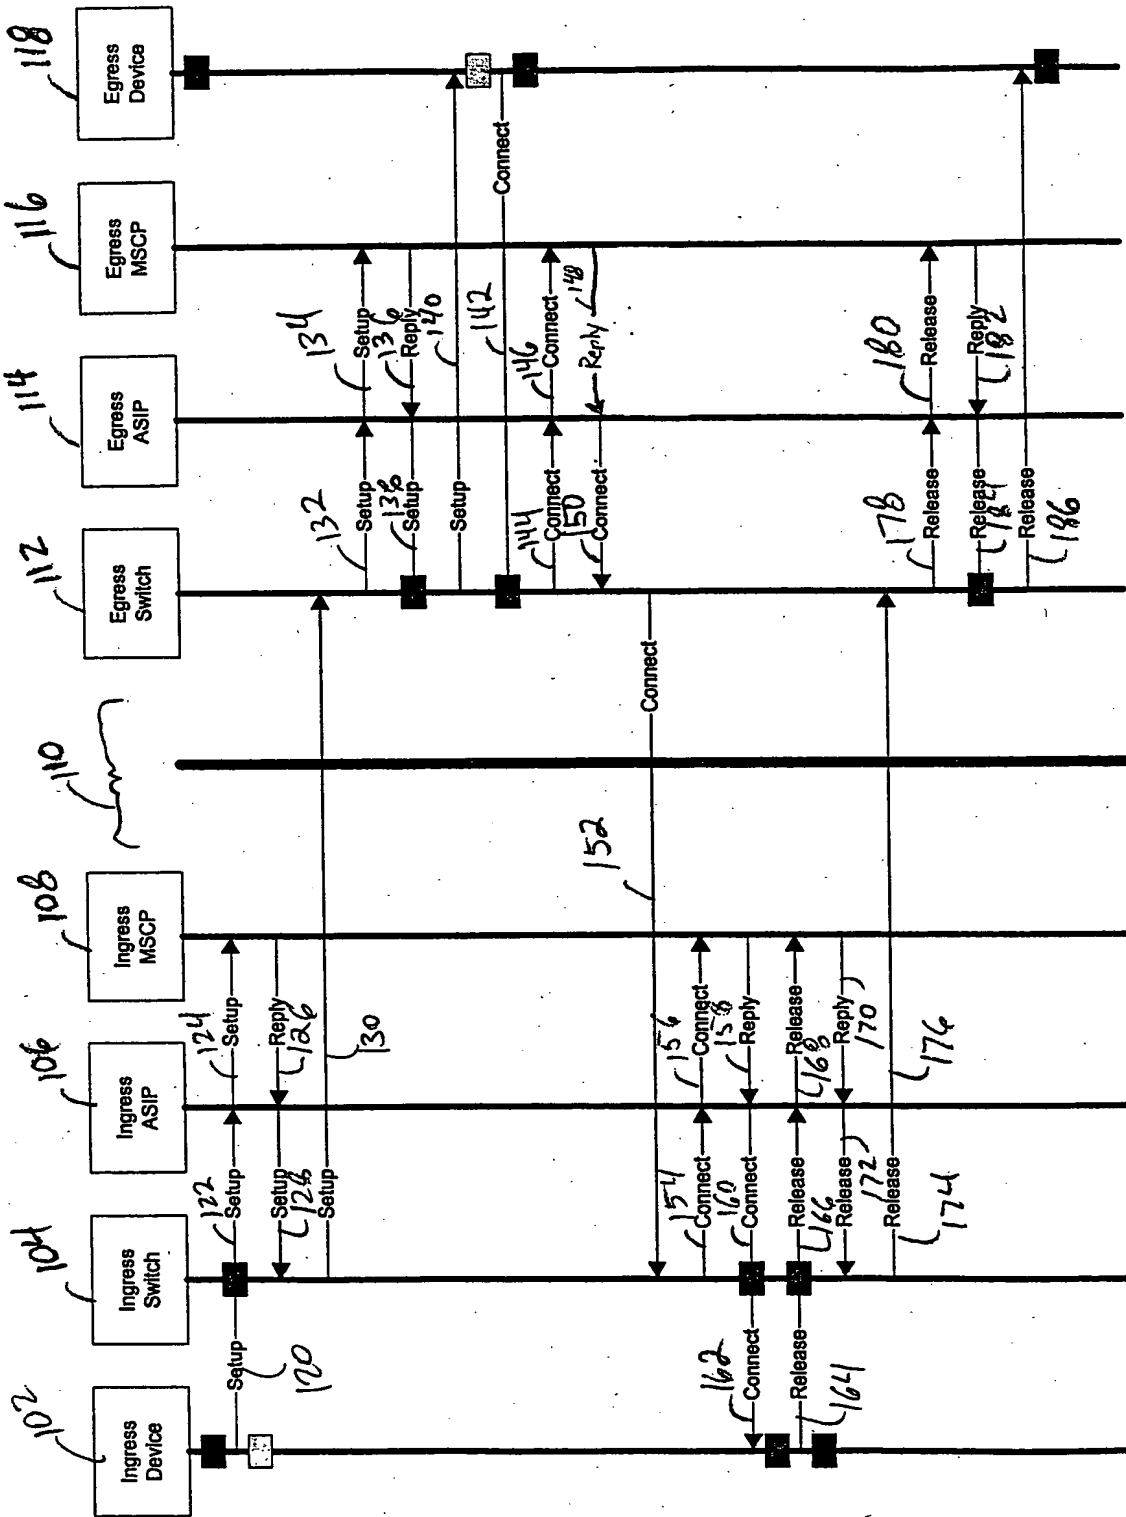 102
Ingress
Device
104
Ingress
Switch
106
Ingress
ASIP
108
Ingress
MSCP
110
112
Egress
Switch
114
Egress
ASIP
116
Egress
MSCP
118
Egress
Device
Setup
120
122
Setup
124
Setup
Setup
128
Reply
126
Setup
130
132
Setup
134
Setup
Setup
138
Reply
136
Setup
140
Connect
142
144
Connect
146
Connect
Reply
148
150
Connect
Connect
152
154
Connect
156
Connect
Reply
158
160
Connect
162
Connect
Release
164
Release
166
Release
168
Reply
170
Release
172
Release
174
176
178
Release
180
Release
Reply
182
Release
184
Release
186